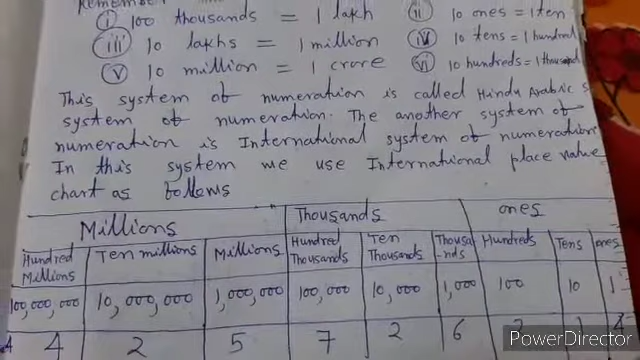 Remember
(i) 100 thousands = 1 lakh (ii) 10 ones = 1 ten
(iii) 10 lakhs = 1 million (iv) 10 tens = 1 hundred
(v) 10 million = 1 crore (vi) 10 hundreds = 1 thousand
This system of numeration is called Hindu Arabic s
system of numeration. The another system of
numeration is International system of numeration
In this system we use International place value
chart as follows
Millions Thousands ones
Hundred Millions Ten millions Millions Hundred Thousands Ten Thousands Thousa-nds Hundreds Tens ones
100,000,000 10,000,000 1,000,000 100,000 10,000 1,000 100 10 1
4 2 5 7 2 6
PowerDirector